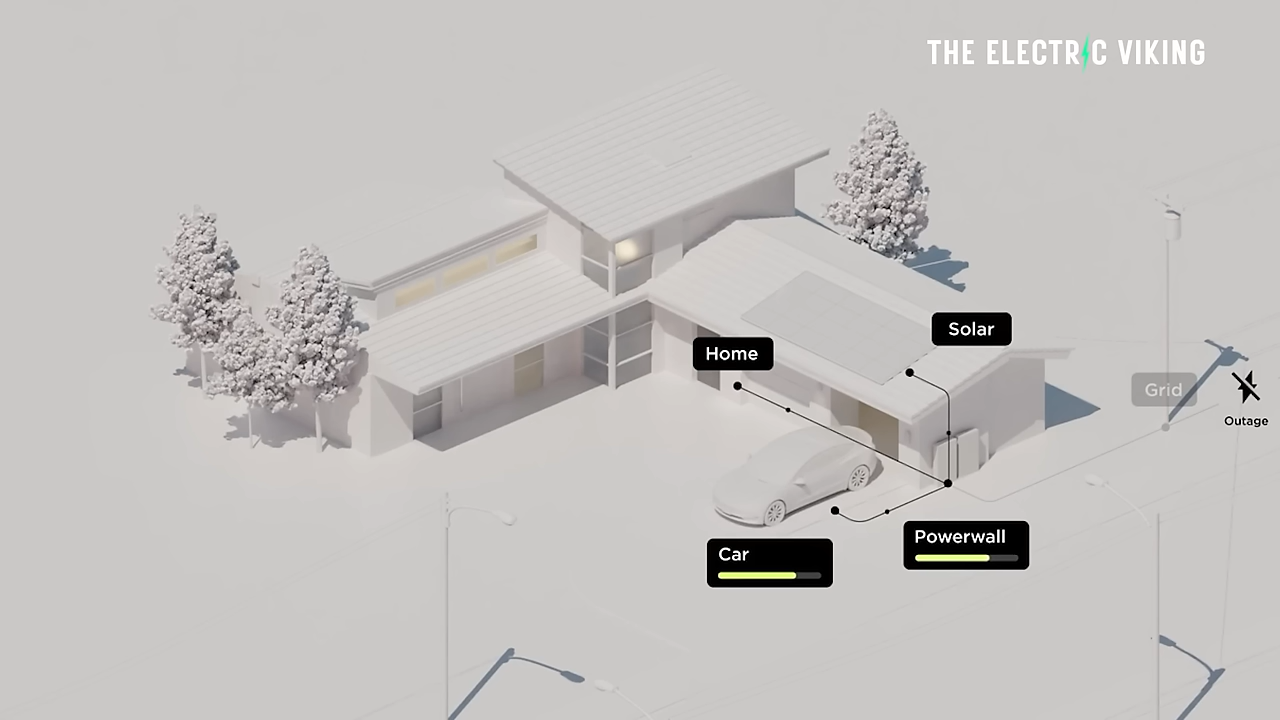 THE ELECTRIC VIKING
Solar
Home
Grid
Outage
Powerwall
Car